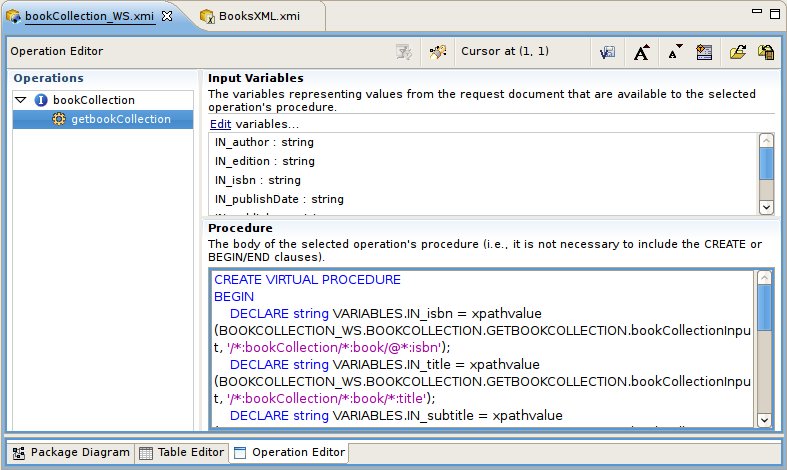 bookCollection_WS.xmi
BooksXML.xmi
Operation Editor
Cursor at (1, 1)
Operations
bookCollection
getbookCollection
Input Variables
The variables representing values from the request document that are available to the selected
operation's procedure.
Edit variables...
IN_author : string
IN_edition : string
IN_isbn : string
IN_publishDate : string
Procedure
The body of the selected operation's procedure (i.e., it is not necessary to include the CREATE or
BEGIN/END clauses).
CREATE VIRTUAL PROCEDURE
BEGIN
DECLARE string VARIABLES.IN_isbn = xpathvalue
(BOOKCOLLECTION_WS.BOOKCOLLECTION.GETBOOKCOLLECTION.bookCollectionInpu
t, '/*:bookCollection/*:book/@*:isbn');
DECLARE string VARIABLES.IN_title = xpathvalue
(BOOKCOLLECTION_WS.BOOKCOLLECTION.GETBOOKCOLLECTION.bookCollectionInpu
t, '/*:bookCollection/*:book/*:title');
DECLARE string VARIABLES.IN_subtitle = xpathvalue
Package Diagram
Table Editor
Operation Editor